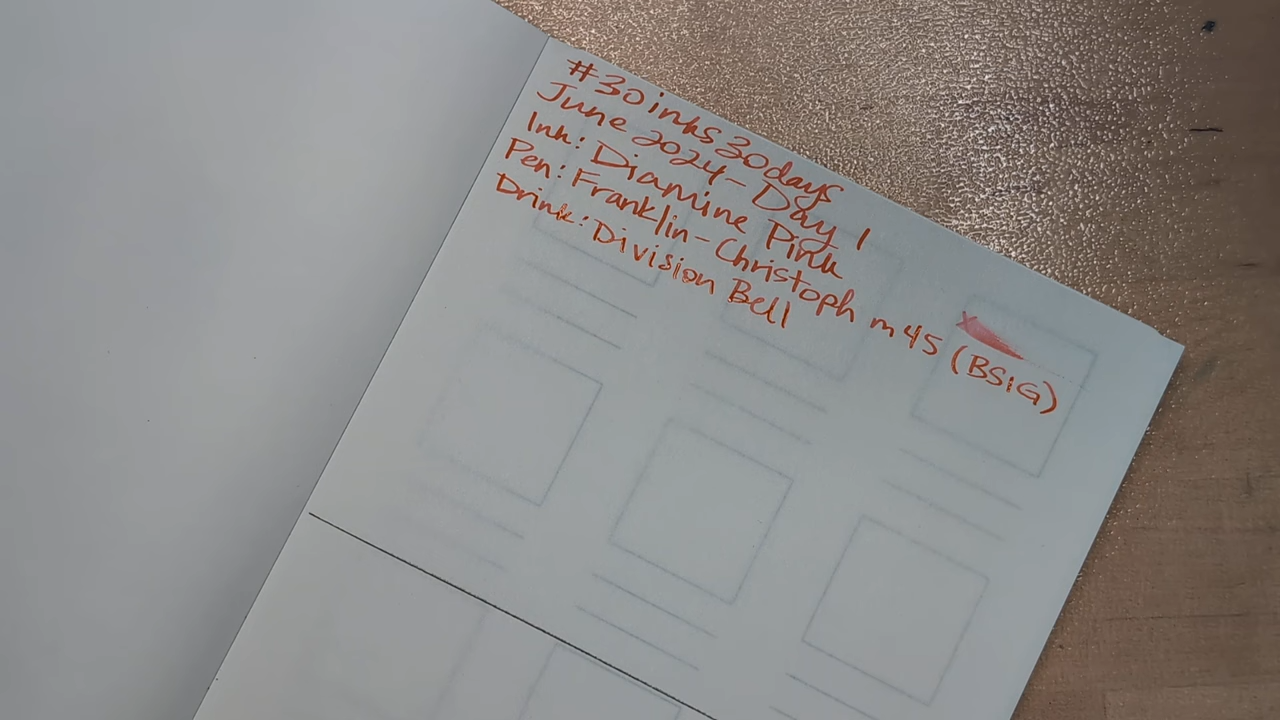 #30inks30days
June 2024 - Day 1
Ink: Diamine Pink
Pen: Franklin-Christoph m45 (BSIG)
Drink: Division Bell